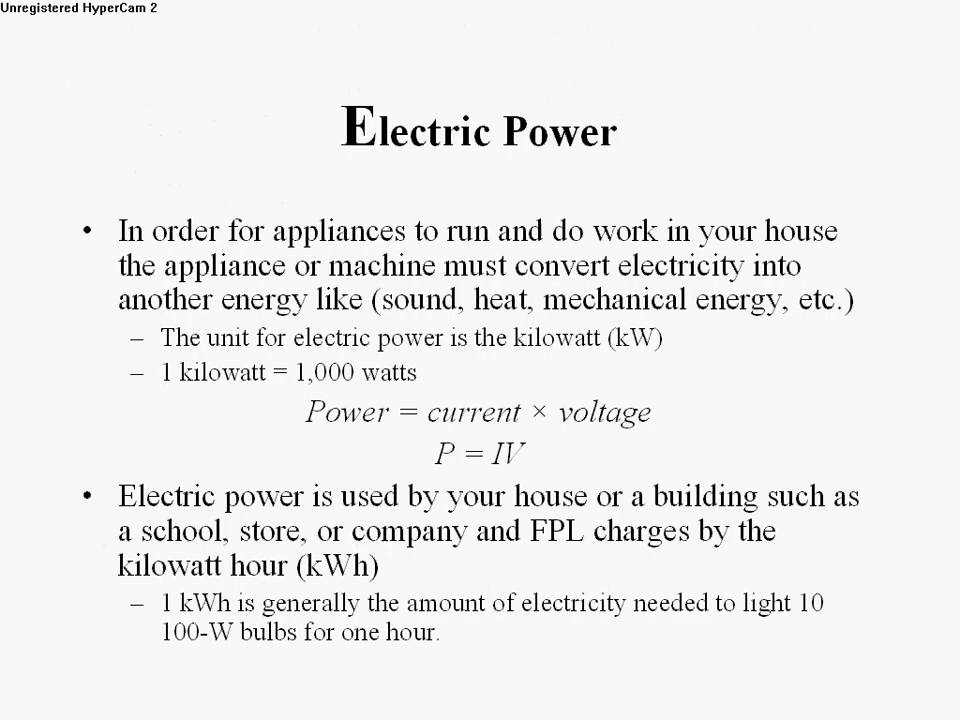 Unregistered HyperCam 2
Electric Power
• In order for appliances to run and do work in your house
the appliance or machine must convert electricity into
another energy like (sound, heat, mechanical energy, etc.)
– The unit for electric power is the kilowatt (kW)
– 1 kilowatt = 1,000 watts
Power = current × voltage
P = IV
• Electric power is used by your house or a building such as
a school, store, or company and FPL charges by the
kilowatt hour (kWh)
– 1 kWh is generally the amount of electricity needed to light 10
100-W bulbs for one hour.